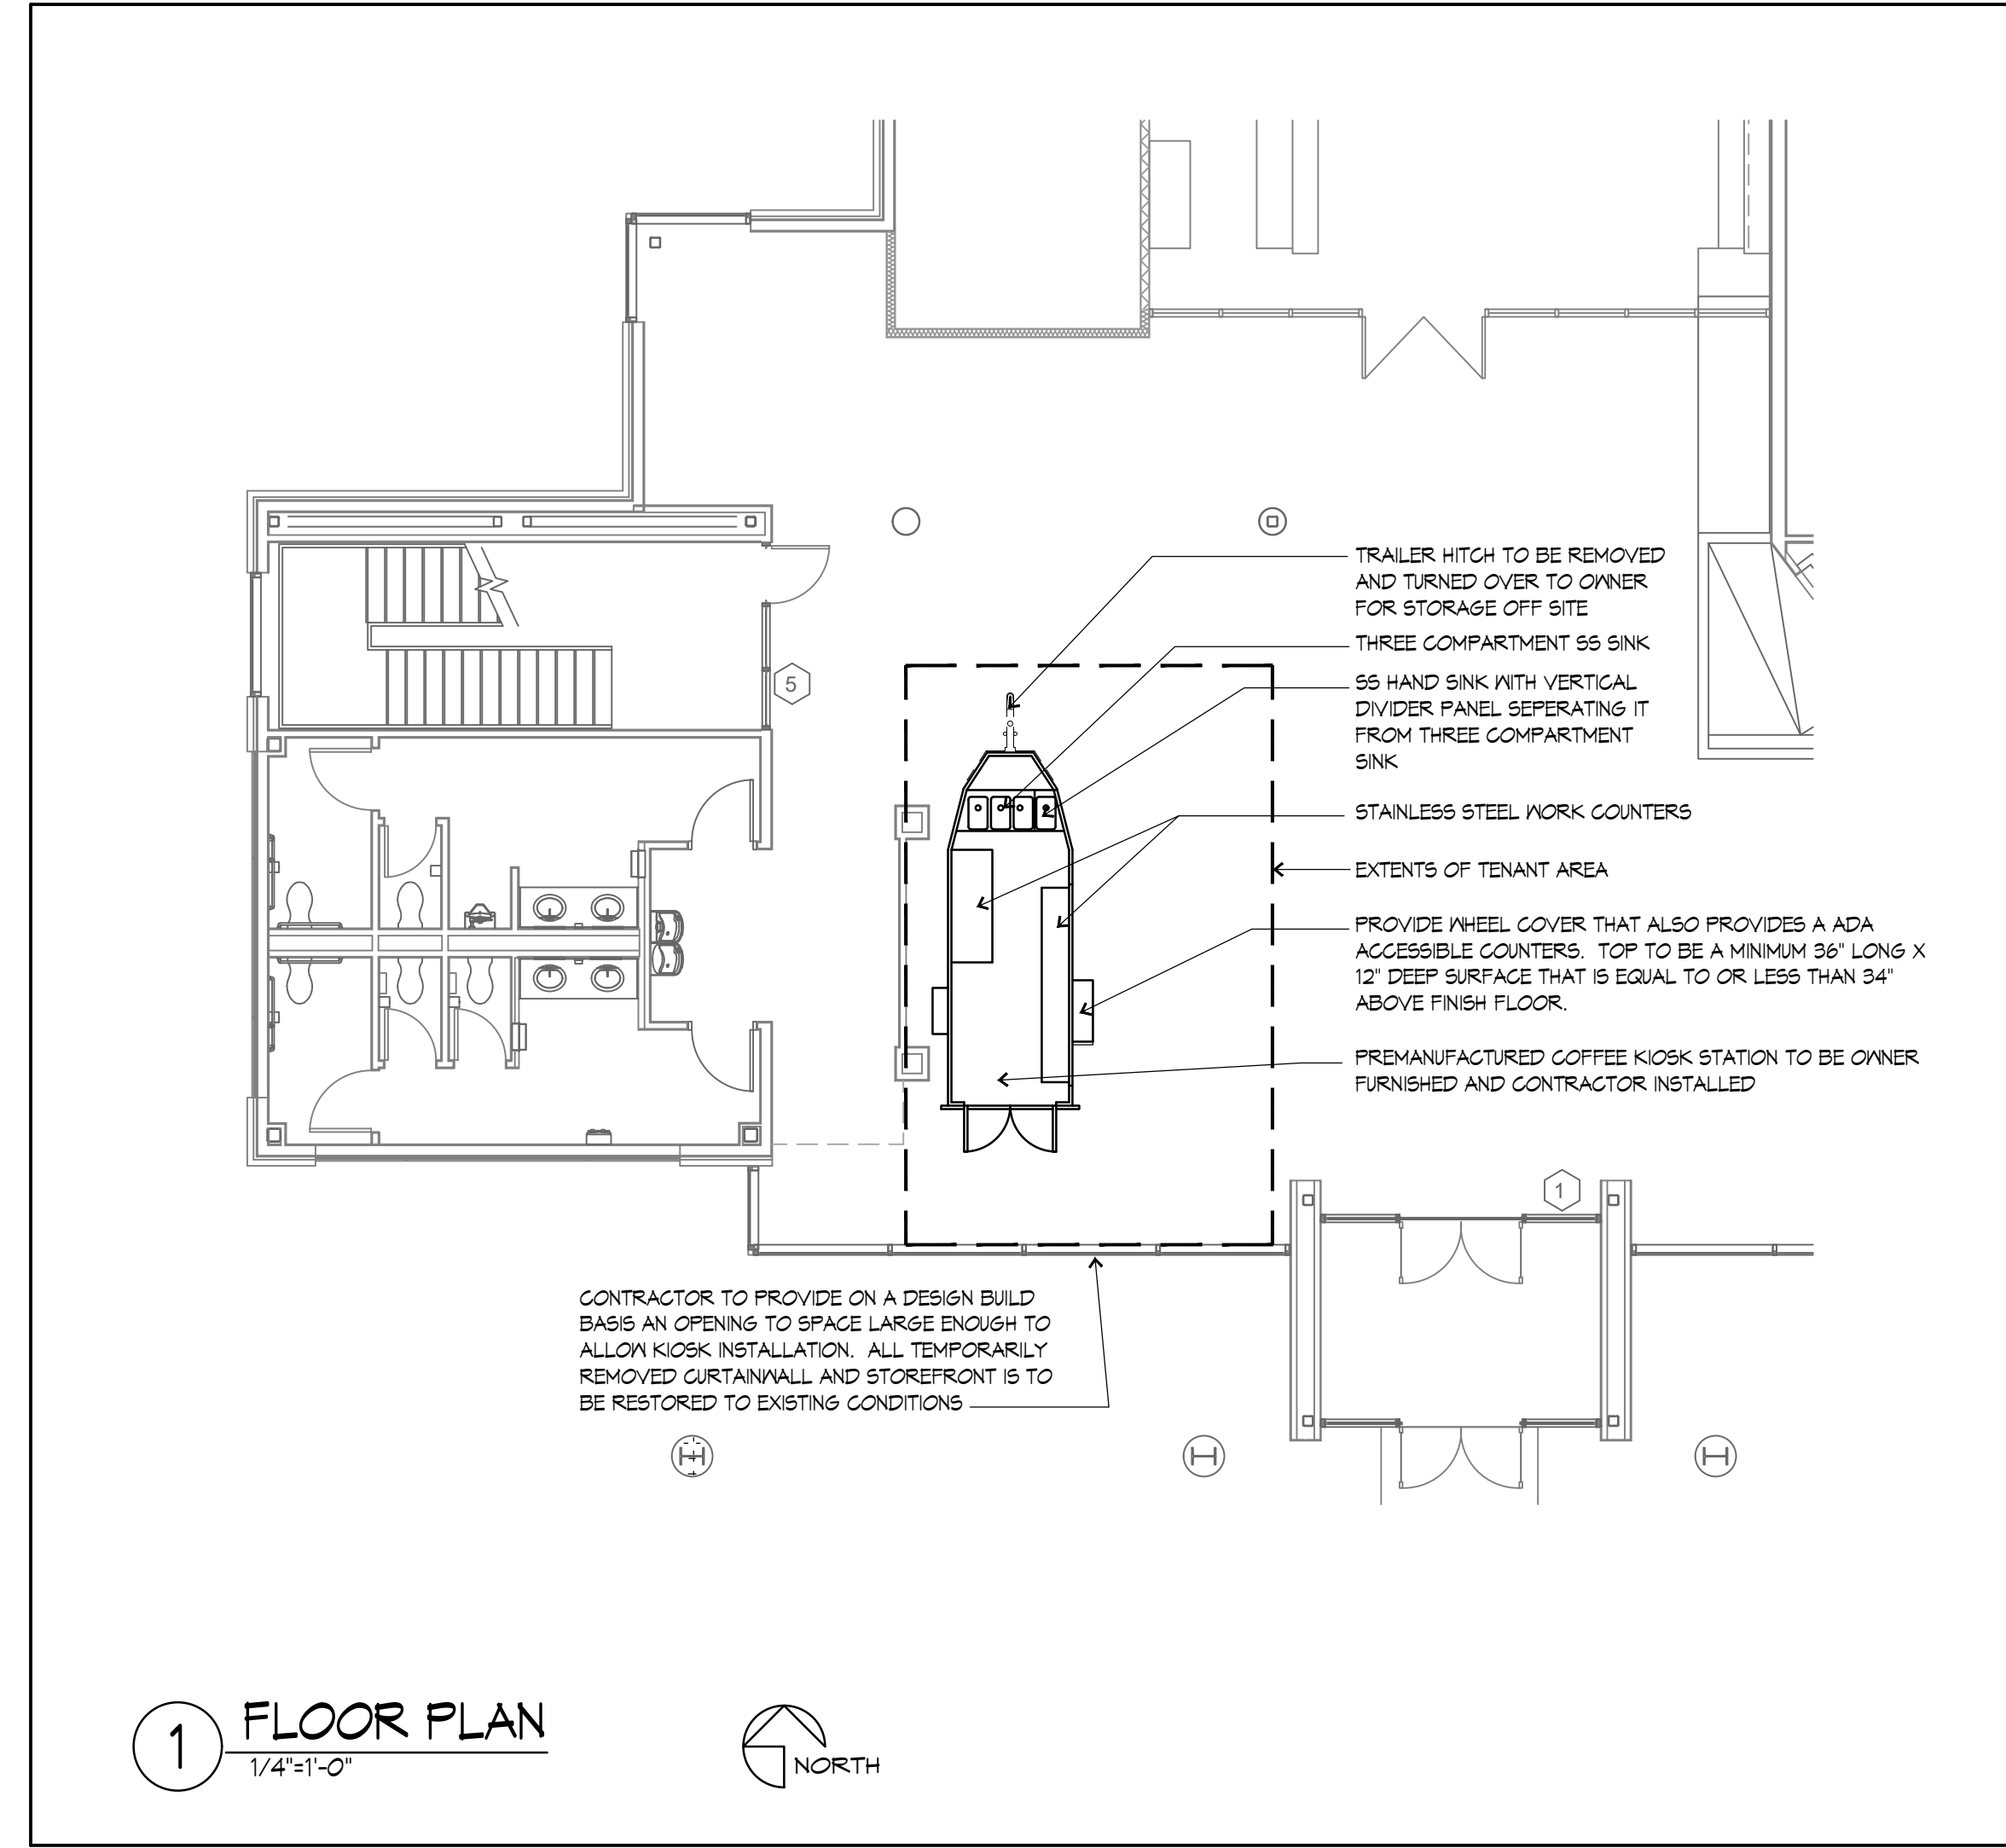 5
TRAILER HITCH TO BE REMOVED
AND TURNED OVER TO OWNER
FOR STORAGE OFF SITE
THREE COMPARTMENT SS SINK
SS HAND SINK WITH VERTICAL
DIVIDER PANEL SEPERATING IT
FROM THREE COMPARTMENT
SINK
STAINLESS STEEL WORK COUNTERS
EXTENTS OF TENANT AREA
PROVIDE WHEEL COVER THAT ALSO PROVIDES A ADA
ACCESSIBLE COUNTERS. TOP TO BE A MINIMUM 36" LONG X
12" DEEP SURFACE THAT IS EQUAL TO OR LESS THAN 34"
ABOVE FINISH FLOOR.
PREMANUFACTURED COFFEE KIOSK STATION TO BE OWNER
FURNISHED AND CONTRACTOR INSTALLED
1
CONTRACTOR TO PROVIDE ON A DESIGN BUILD
BASIS AN OPENING TO SPACE LARGE ENOUGH TO
ALLOW KIOSK INSTALLATION. ALL TEMPORARILY
REMOVED CURTAINWALL AND STOREFRONT IS TO
BE RESTORED TO EXISTING CONDITIONS
1 FLOOR PLAN
1/4"=1'-0"
NORTH